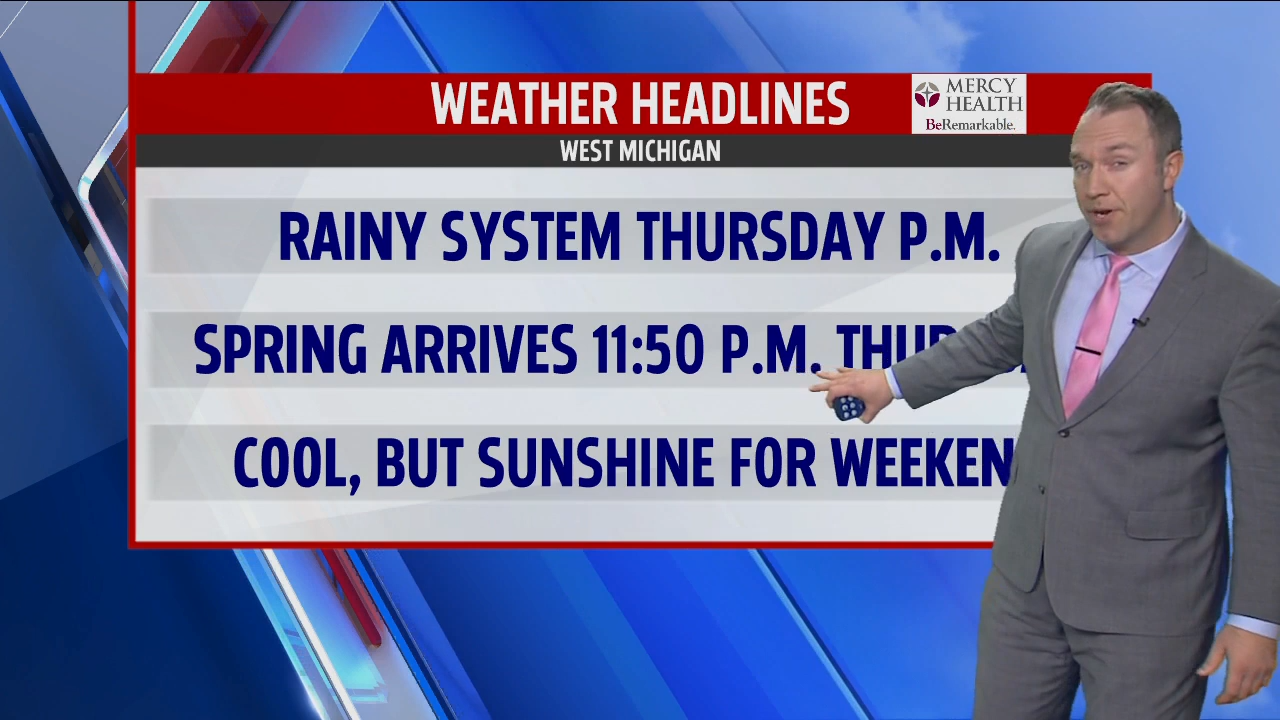 WEATHER HEADLINES
MERCY
HEALTH
BeRemarkable.
WEST MICHIGAN
RAINY SYSTEM THURSDAY P.M.
SPRING ARRIVES 11:50 P.M.
COOL, BUT SUNSHINE FOR